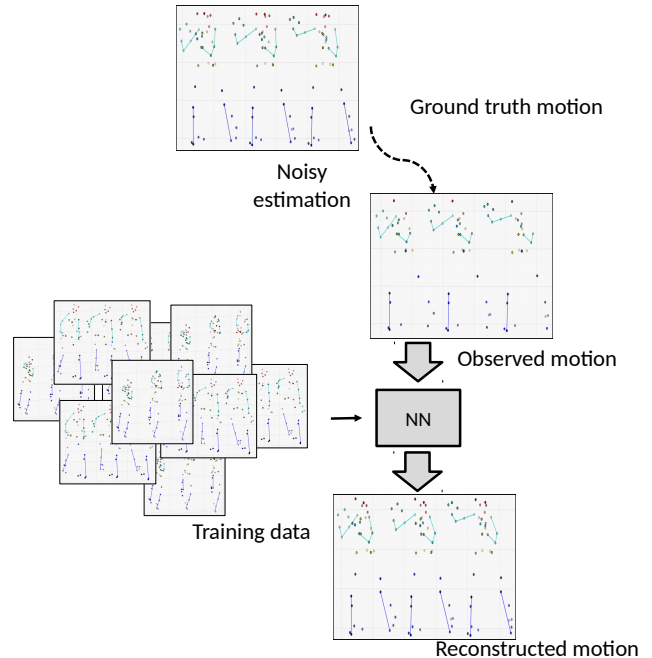 Ground truth motion
Noisy
estimation
Observed motion
NN
Training data
Reconstructed motion